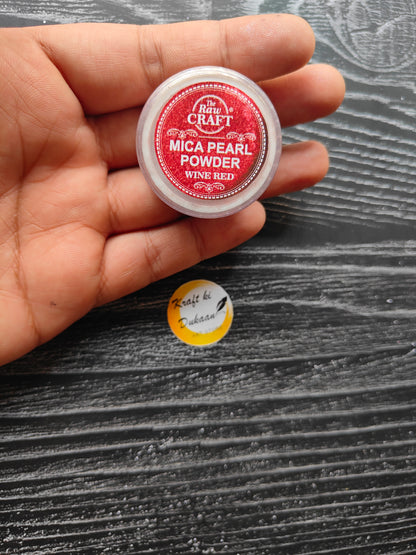 The
Raw
CRAFT®
MICA PEARL
POWDER
WINE RED
Kraft ki
Dukaan